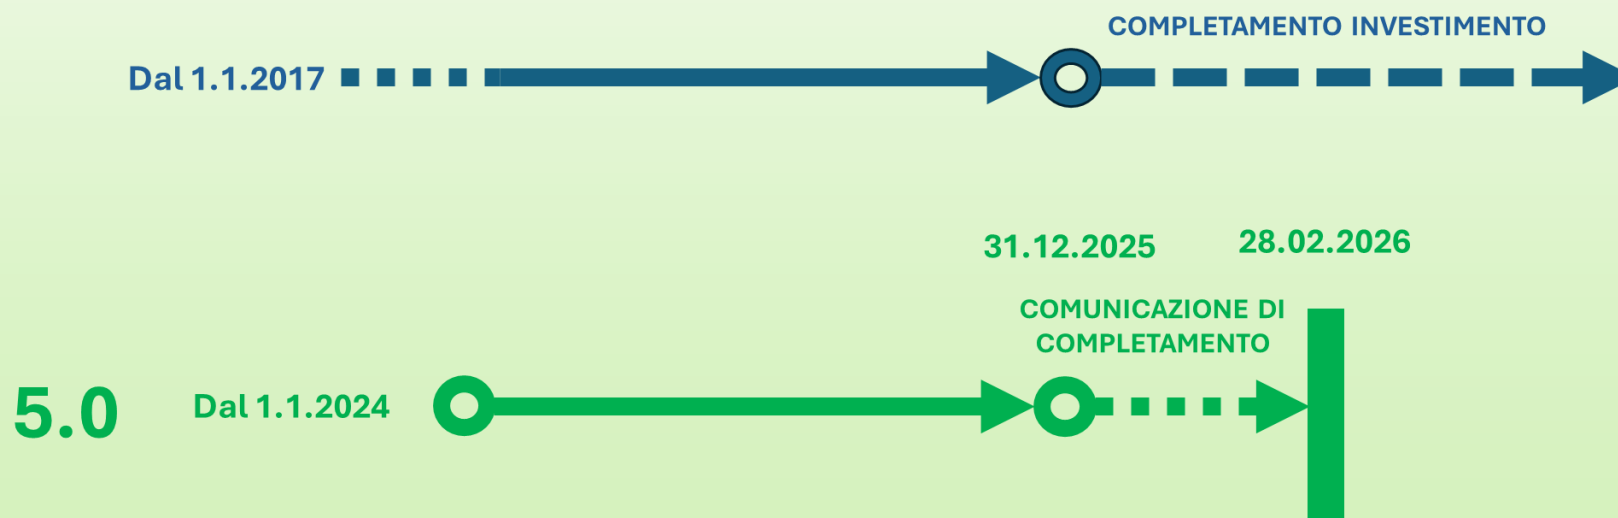 COMPLETAMENTO INVESTIMENTO
Dal 1.1.2017
31.12.2025
28.02.2026
COMUNICAZIONE DI
COMPLETAMENTO
5.0
Dal 1.1.2024